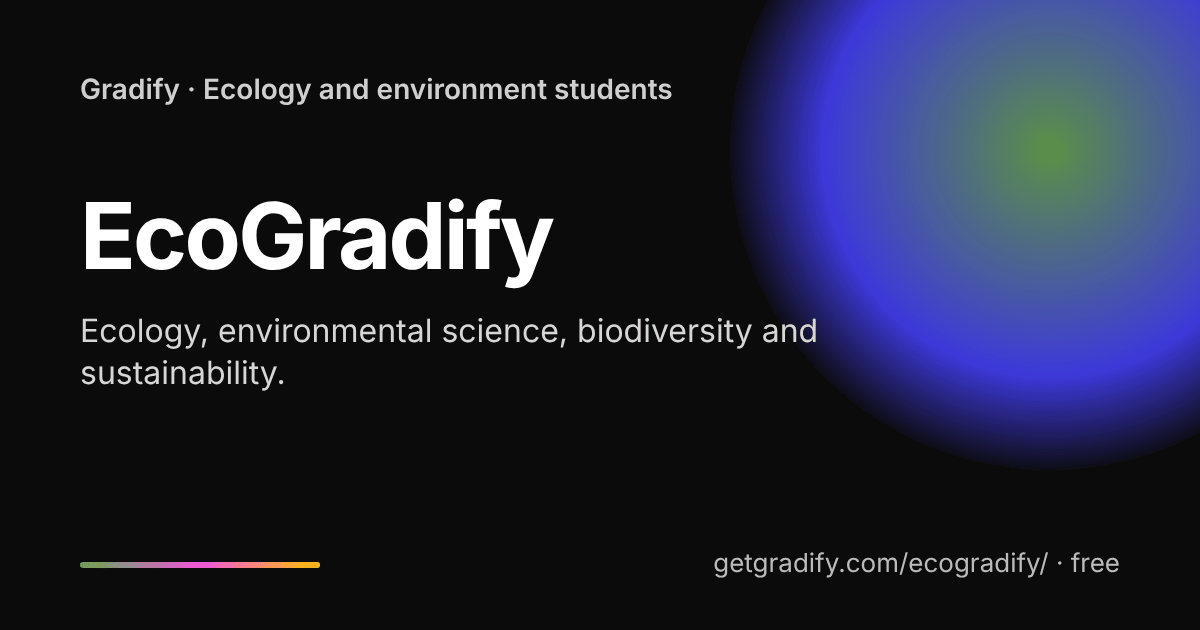 Gradify · Ecology and environment students
EcoGradify
Ecology, environmental science, biodiversity and
sustainability.
getgradify.com/ecogradify/ · free